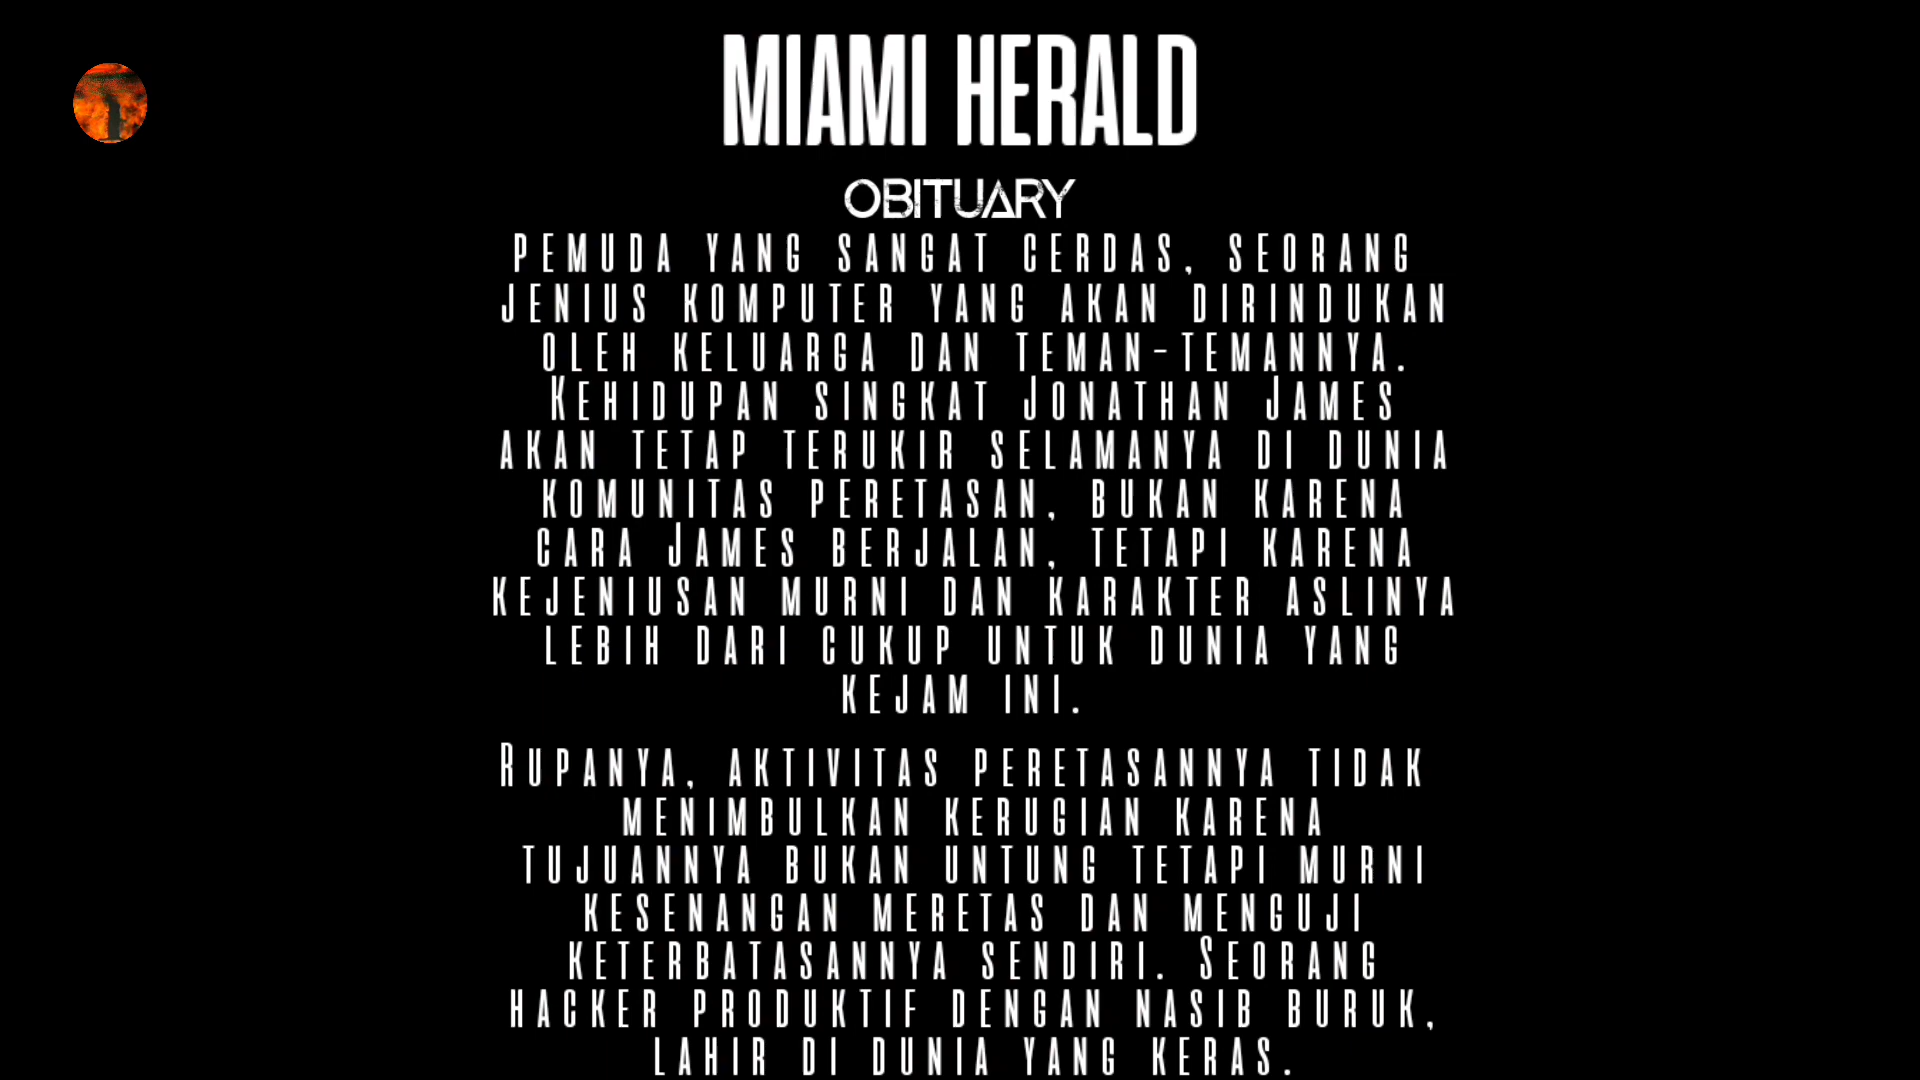 MIAMI HERALD
OBITUARY
PEMUDA YANG SANGAT CERDAS, SEORANG
JENIUS KOMPUTER YANG AKAN DIRINDUKAN
OLEH KELUARGA DAN TEMAN-TEMANNYA.
KEHIDUPAN SINGKAT JONATHAN JAMES
AKAN TETAP TERUKIR SELAMANYA DI DUNIA
KOMUNITAS PERETASAN, BUKAN KARENA
CARA JAMES BERJALAN, TETAPI KARENA
KEJENIUSAN MURNI DAN KARAKTER ASLINYA
LEBIH DARI CUKUP UNTUK DUNIA YANG
KEJAM INI.
RUPANYA, AKTIVITAS PERETASANNYA TIDAK
MENIMBULKAN KERUGIAN KARENA
TUJUANNYA BUKAN UNTUNG TETAPI MURNI
KESENANGAN MERETAS DAN MENGUJI
KETERBATASANNYA SENDIRI. SEORANG
HACKER PRODUKTIF DENGAN NASIB BURUK,
LAHIR DI DUNIA YANG KERAS.